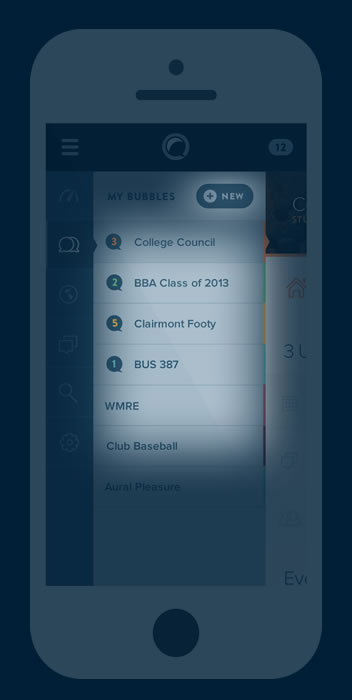 12
MY BUBBLES
+ NEW
3 College Council
2 BBA Class of 2013
5 Clairmont Footy
1 BUS 387
WMRE
Club Baseball
Aural Pleasure
C
STU
3 U
Eve